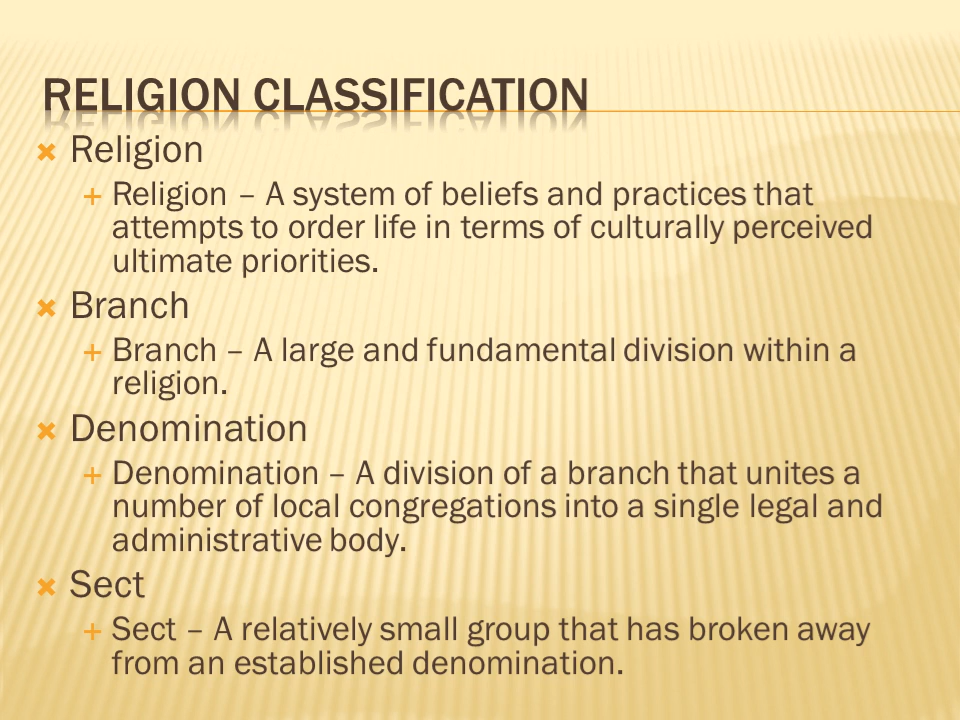 RELIGION CLASSIFICATION
Religion
Religion – A system of beliefs and practices that
attempts to order life in terms of culturally perceived
ultimate priorities.
Branch
Branch – A large and fundamental division within a
religion.
Denomination
Denomination – A division of a branch that unites a
number of local congregations into a single legal and
administrative body.
Sect
Sect – A relatively small group that has broken away
from an established denomination.